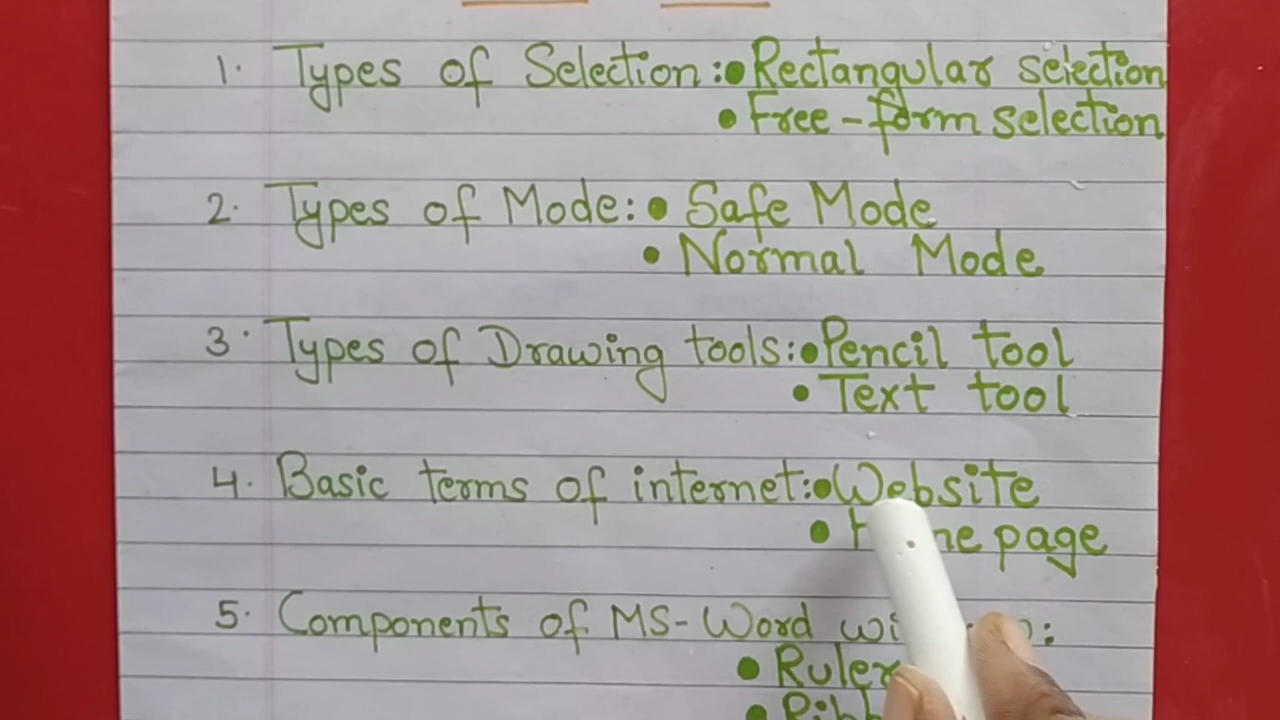 1. Types of Selection:• Rectangular selection
• Free-form selection
2. Types of Mode:• Safe Mode
• Normal Mode
3. Types of Drawing tools:• Pencil tool
• Text tool
4. Basic terms of internet:• Website
• page
5. Components of MS-Word
• Ruler